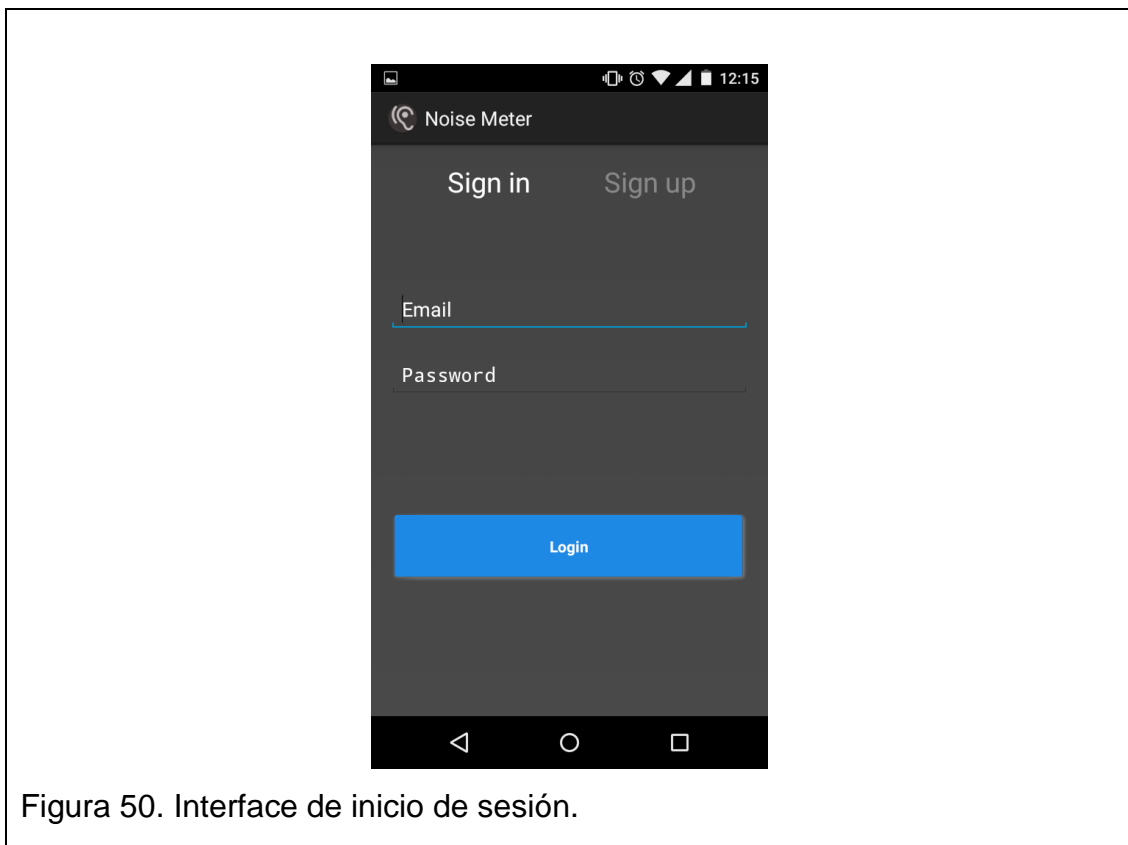 12:15
Noise Meter
Sign in Sign up
Email
Password
Login
Figura 50. Interface de inicio de sesión.